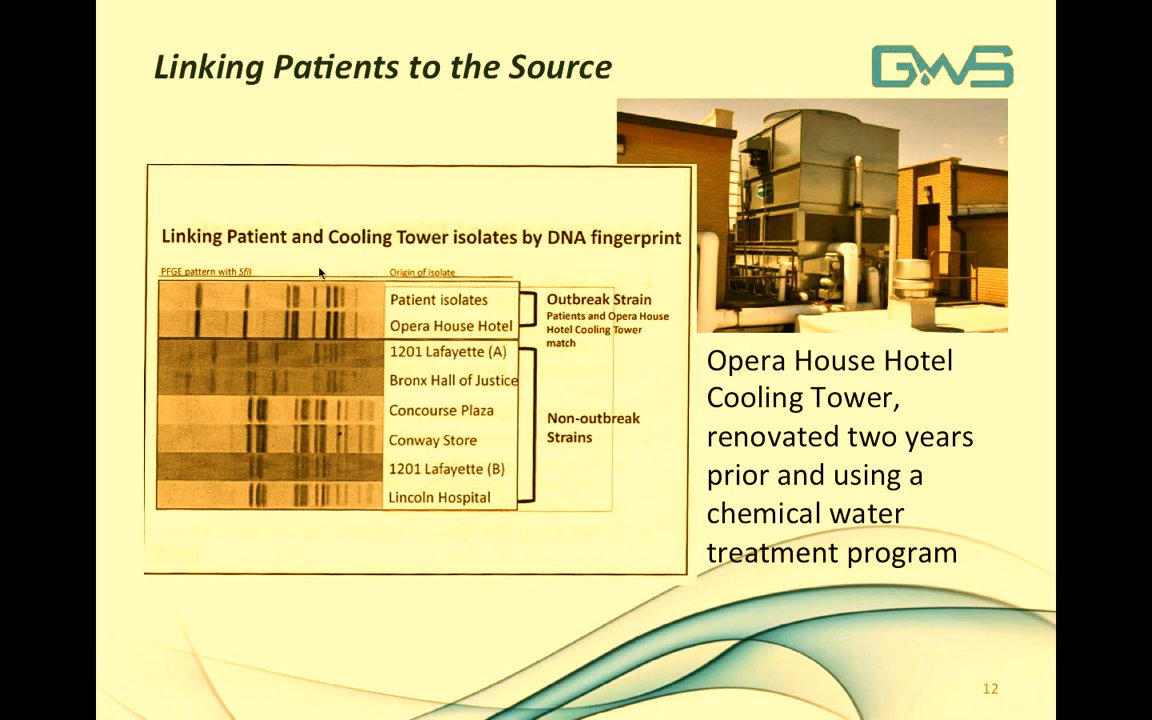 Linking Patients to the Source
GWS
Linking Patient and Cooling Tower isolates by DNA fingerprint
PFGE pattern with SfiI
Origin of isolate
Patient isolates
Opera House Hotel
1201 Lafayette (A)
Bronx Hall of Justice
Concourse Plaza
Conway Store
1201 Lafayette (B)
Lincoln Hospital
Outbreak Strain
Patients and Opera House
Hotel Cooling Tower
match
Non-outbreak
Strains
Opera House Hotel
Cooling Tower,
renovated two years
prior and using a
chemical water
treatment program
12